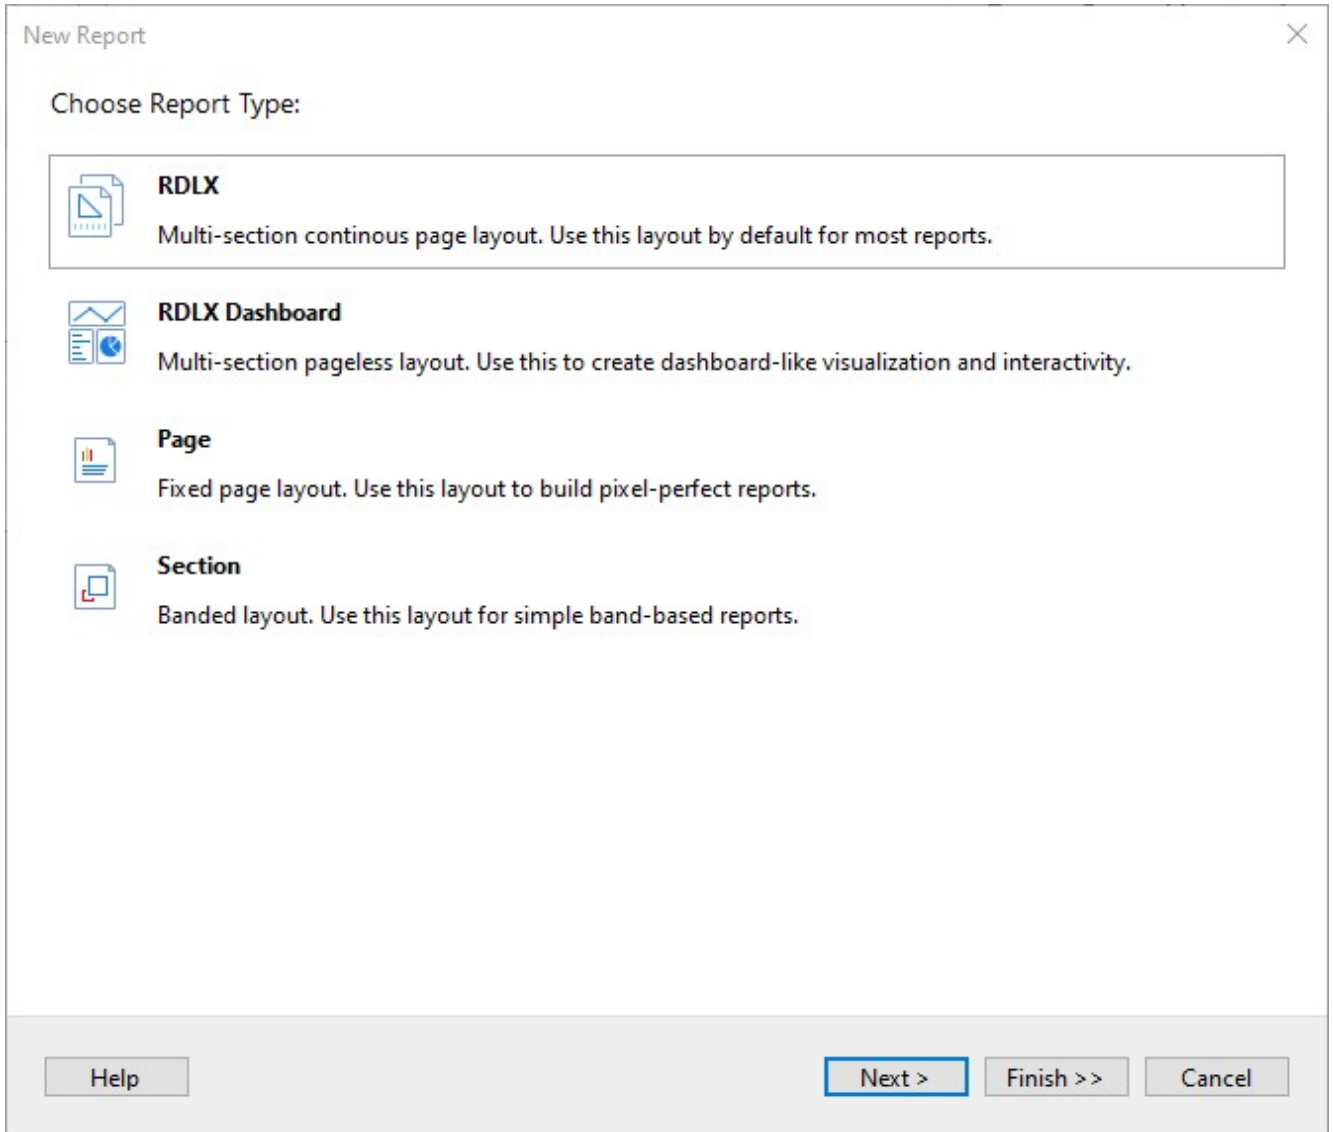 New Report
Choose Report Type:
RDLX
Multi-section continous page layout. Use this layout by default for most reports.
RDLX Dashboard
Multi-section pageless layout. Use this to create dashboard-like visualization and interactivity.
Page
Fixed page layout. Use this layout to build pixel-perfect reports.
Section
Banded layout. Use this layout for simple band-based reports.
Help
Next >
Finish >>
Cancel